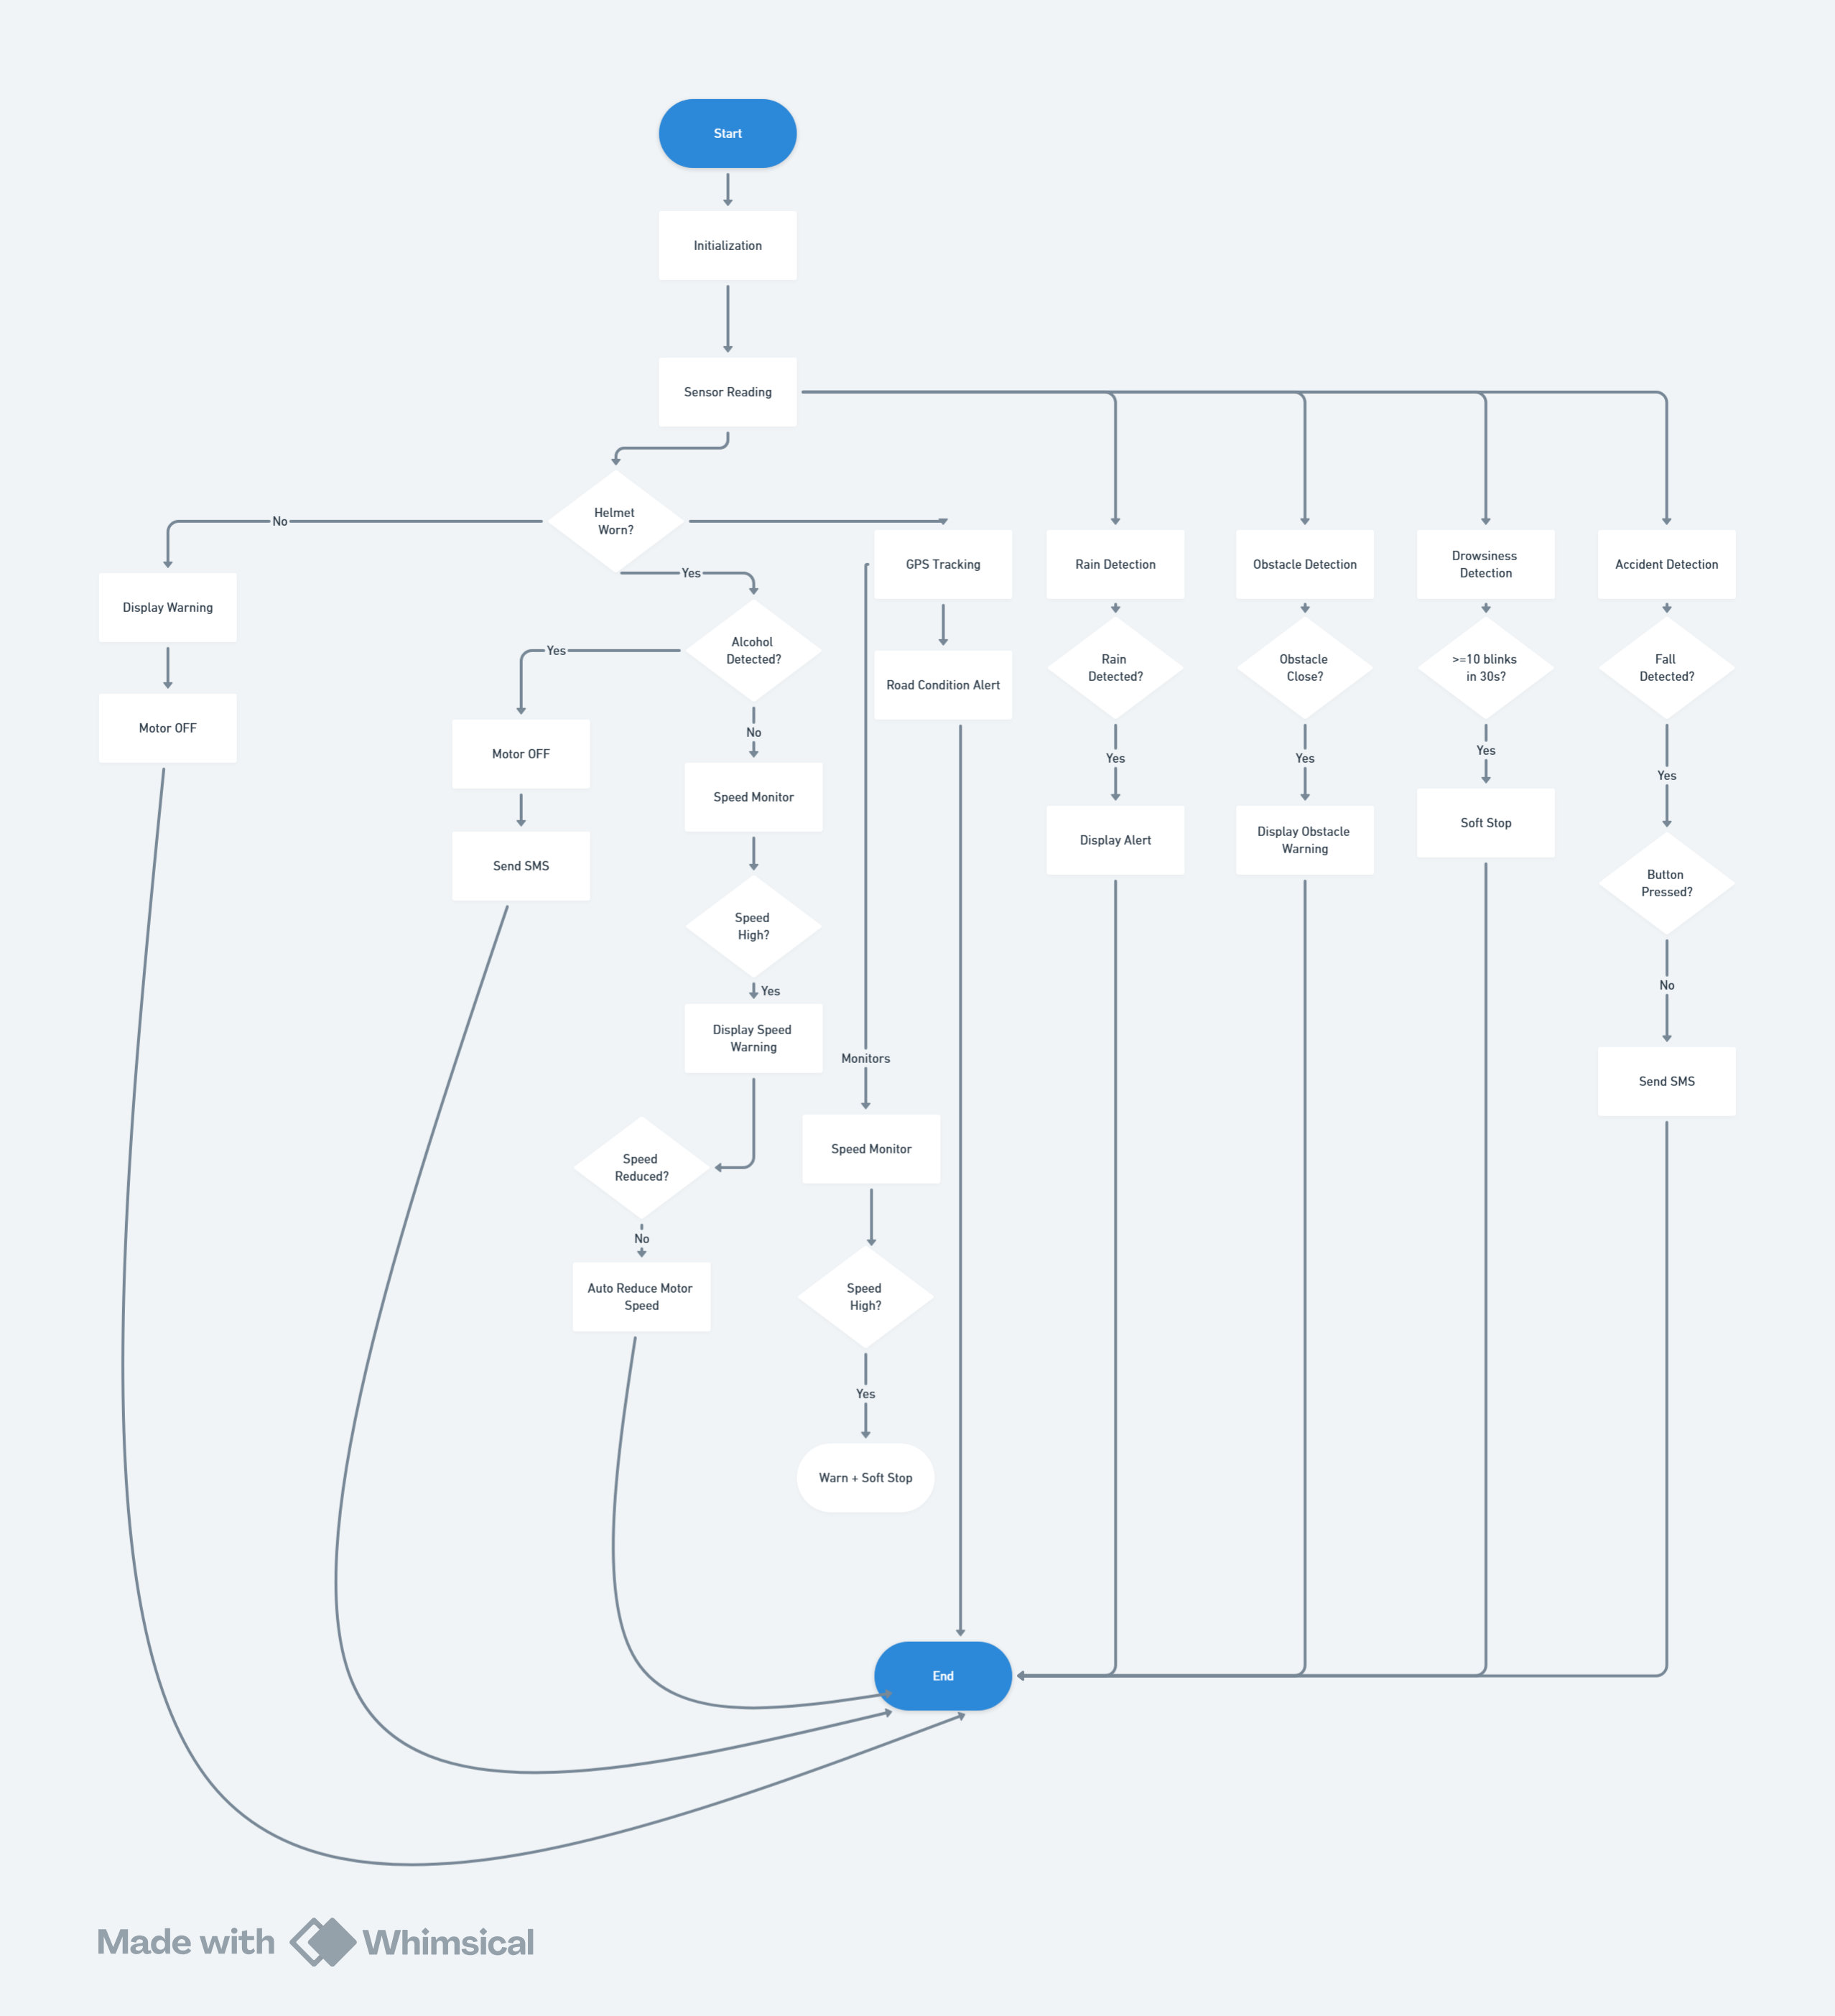 Start
Initialization
Sensor Reading
Helmet
Worn?
No
Yes
Display Warning
Motor OFF
Alcohol
Detected?
Yes
Motor OFF
Send SMS
No
Speed Monitor
Speed
High?
Yes
Display Speed
Warning
Speed
Reduced?
No
Auto Reduce Motor
Speed
GPS Tracking
Road Condition Alert
Monitors
Speed Monitor
Speed
High?
Yes
Warn + Soft Stop
Rain Detection
Rain
Detected?
Yes
Display Alert
Obstacle Detection
Obstacle
Close?
Yes
Display Obstacle
Warning
Drowsiness
Detection
>=10 blinks
in 30s?
Yes
Soft Stop
Accident Detection
Fall
Detected?
Yes
Button
Pressed?
No
Send SMS
End
Made with Whimsical